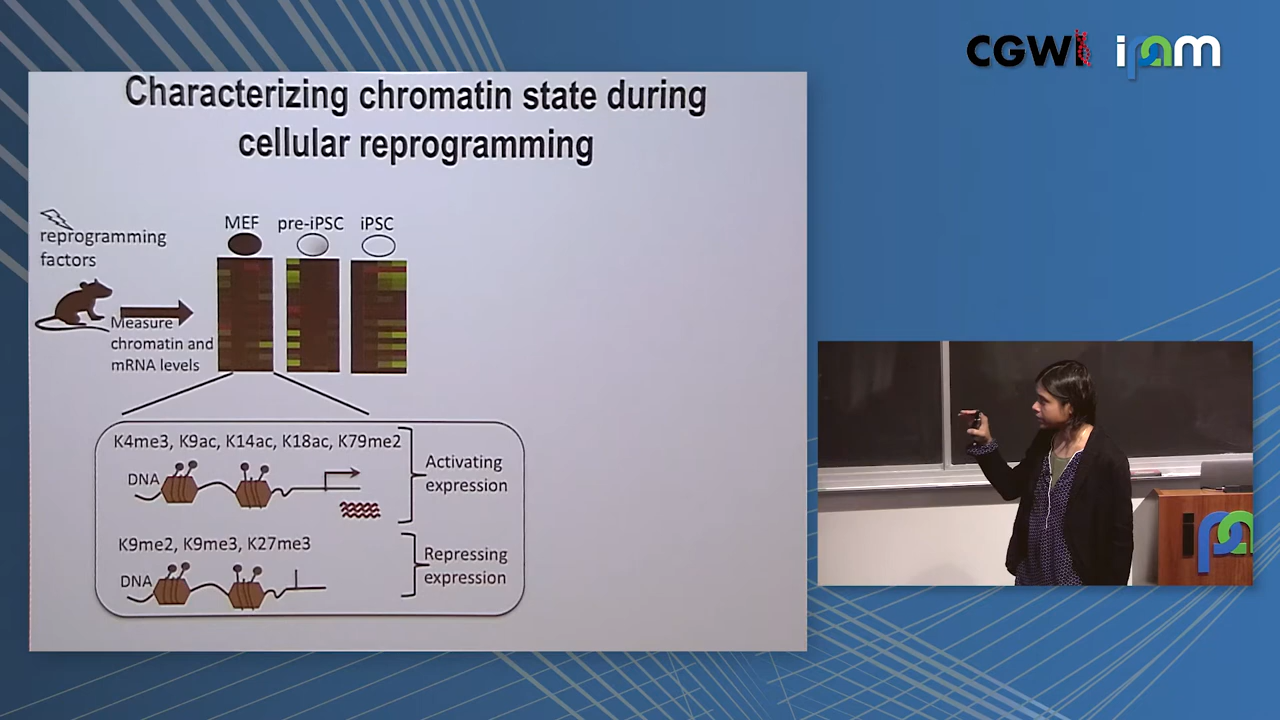 CGWI ipam
Characterizing chromatin state during
cellular reprogramming
reprogramming
factors
MEF pre-iPSC iPSC
Measure
chromatin and
mRNA levels
K4me3, K9ac, K14ac, K18ac, K79me2
DNA
Activating
expression
K9me2, K9me3, K27me3
DNA
Repressing
expression